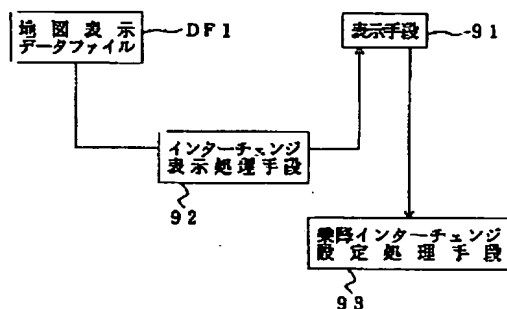 地図表示
データファイル
DF1
表示手段
91
インターチェンジ
表示処理手段
92
乗降インターチェンジ
設定処理手段
93